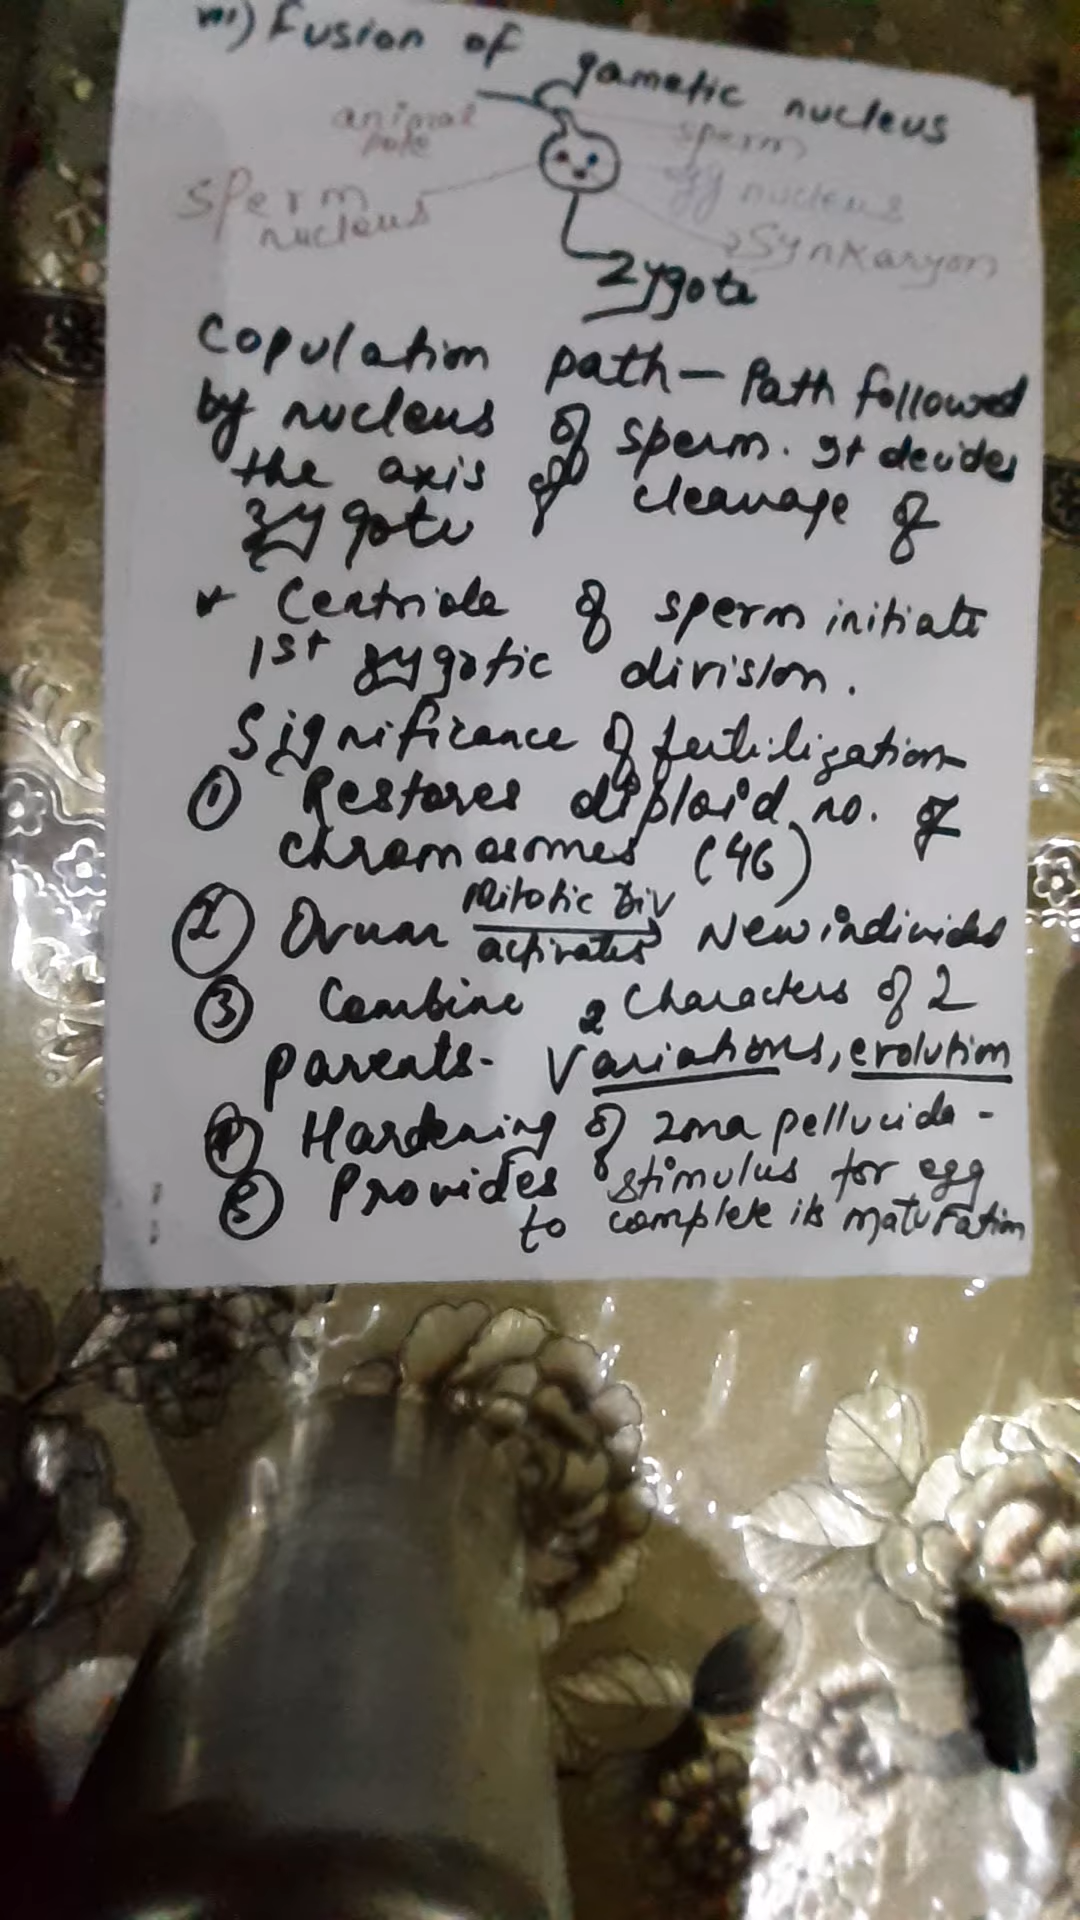 vii) Fusion of gametic nucleus
animal pole
sperm
sperm nucleus
egg nucleus
Synkaryon
Zygote
Copulation path — Path followed
by nucleus of sperm. It decides
the axis of cleavage of
zygote
* Centriole of sperm initiate
1st zygotic division.
Significance of fertilization-
① Restores diploid no. of
chromosomes (46)
② Ovum Mitotic Div activates New individual
③ Combine 2 Characters of 2
parents. Variations, evolution
④ Hardening of zona pellucida -
⑤ Provides stimulus for egg
to complete its maturation